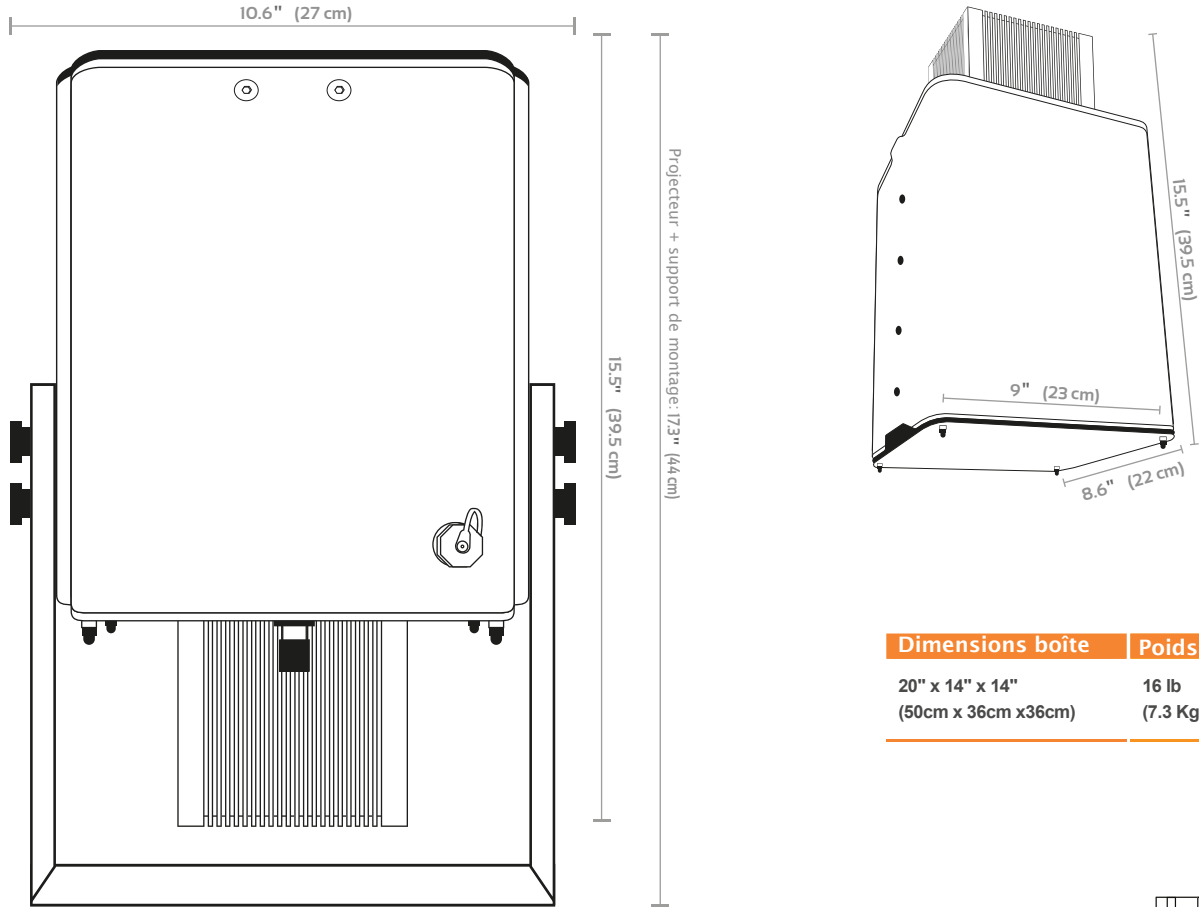 10.6" (27 cm)
15.5" (39.5 cm)
Projecteur + support de montage: 17.3" (44 cm)
15.5" (39.5 cm)
9" (23 cm)
8.6" (22 cm)
Dimensions boîte Poids
20" x 14" x 14" 16 lb
(50cm x 36cm x36cm) (7.3 Kg